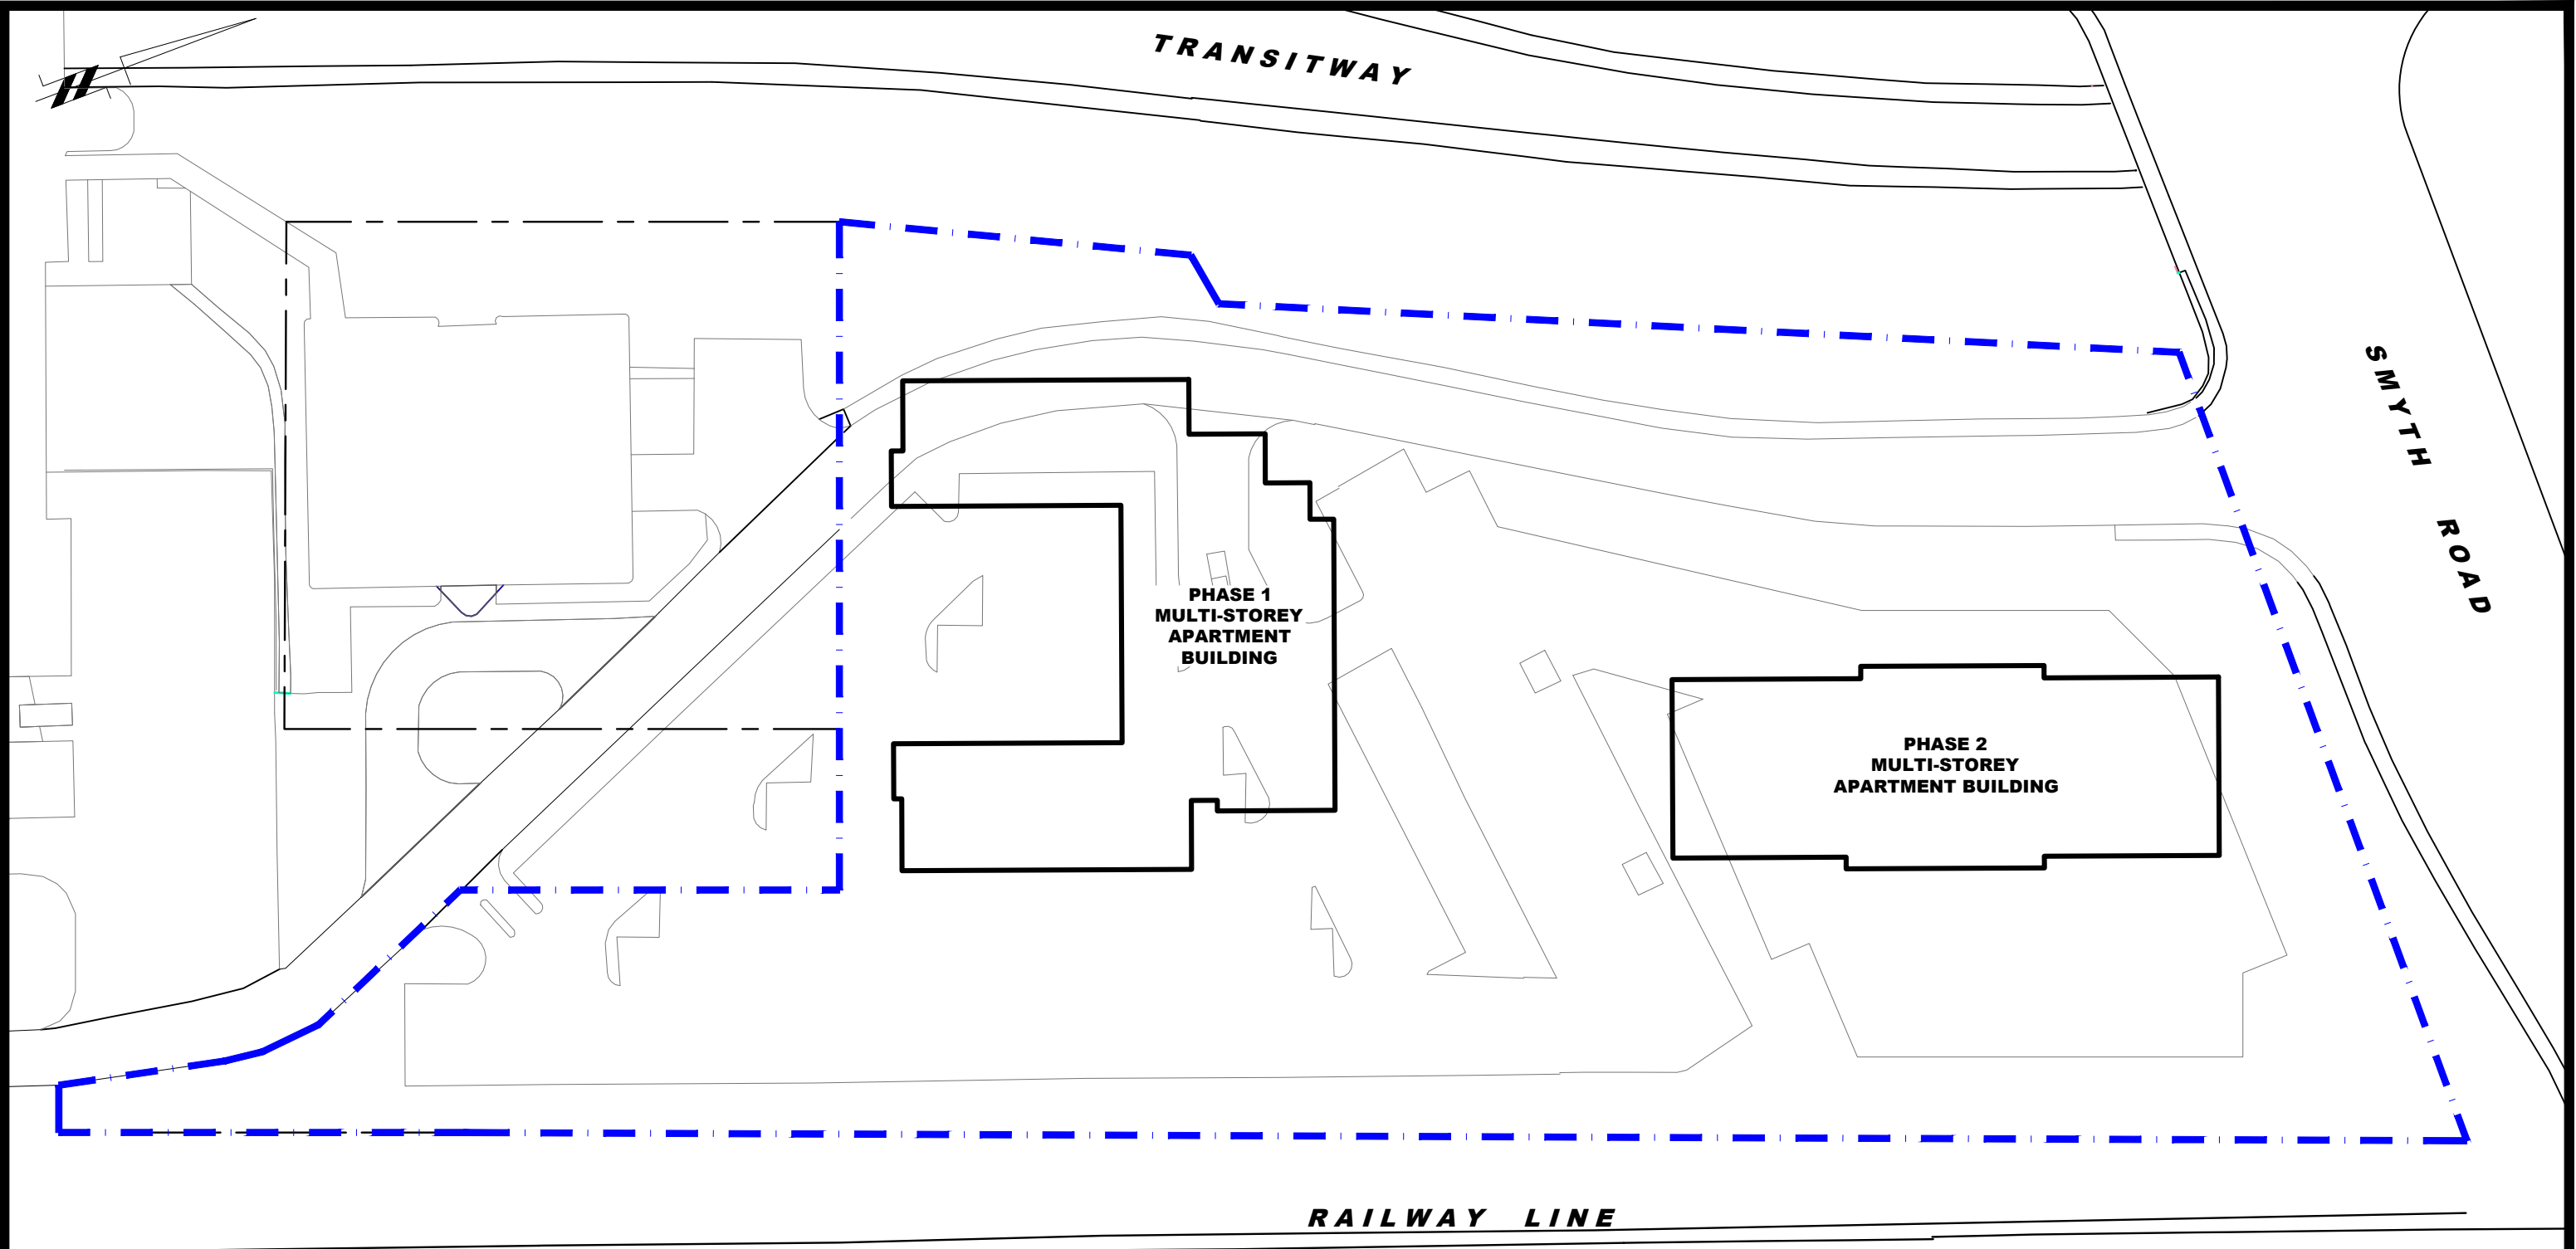 TRANSITWAY
SMYTH ROAD
PHASE 1
MULTI-STOREY
APARTMENT
BUILDING
PHASE 2
MULTI-STOREY
APARTMENT BUILDING
RAILWAY LINE